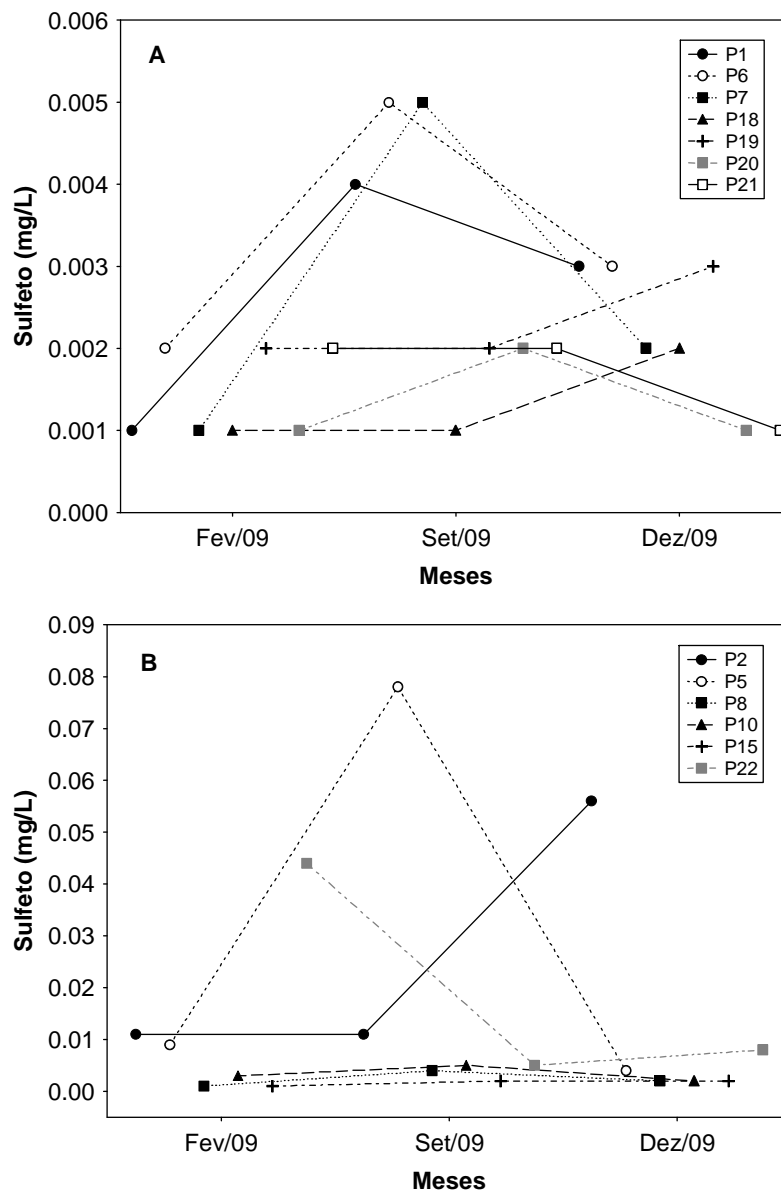 A
Sulfeto (mg/L)
0.006
0.005
0.004
0.003
0.002
0.001
0.000
P1
P6
P7
P18
P19
P20
P21
Fev/09 Set/09 Dez/09
Meses
B
Sulfeto (mg/L)
0.09
0.08
0.07
0.06
0.05
0.04
0.03
0.02
0.01
0.00
P2
P5
P8
P10
P15
P22
Fev/09 Set/09 Dez/09
Meses